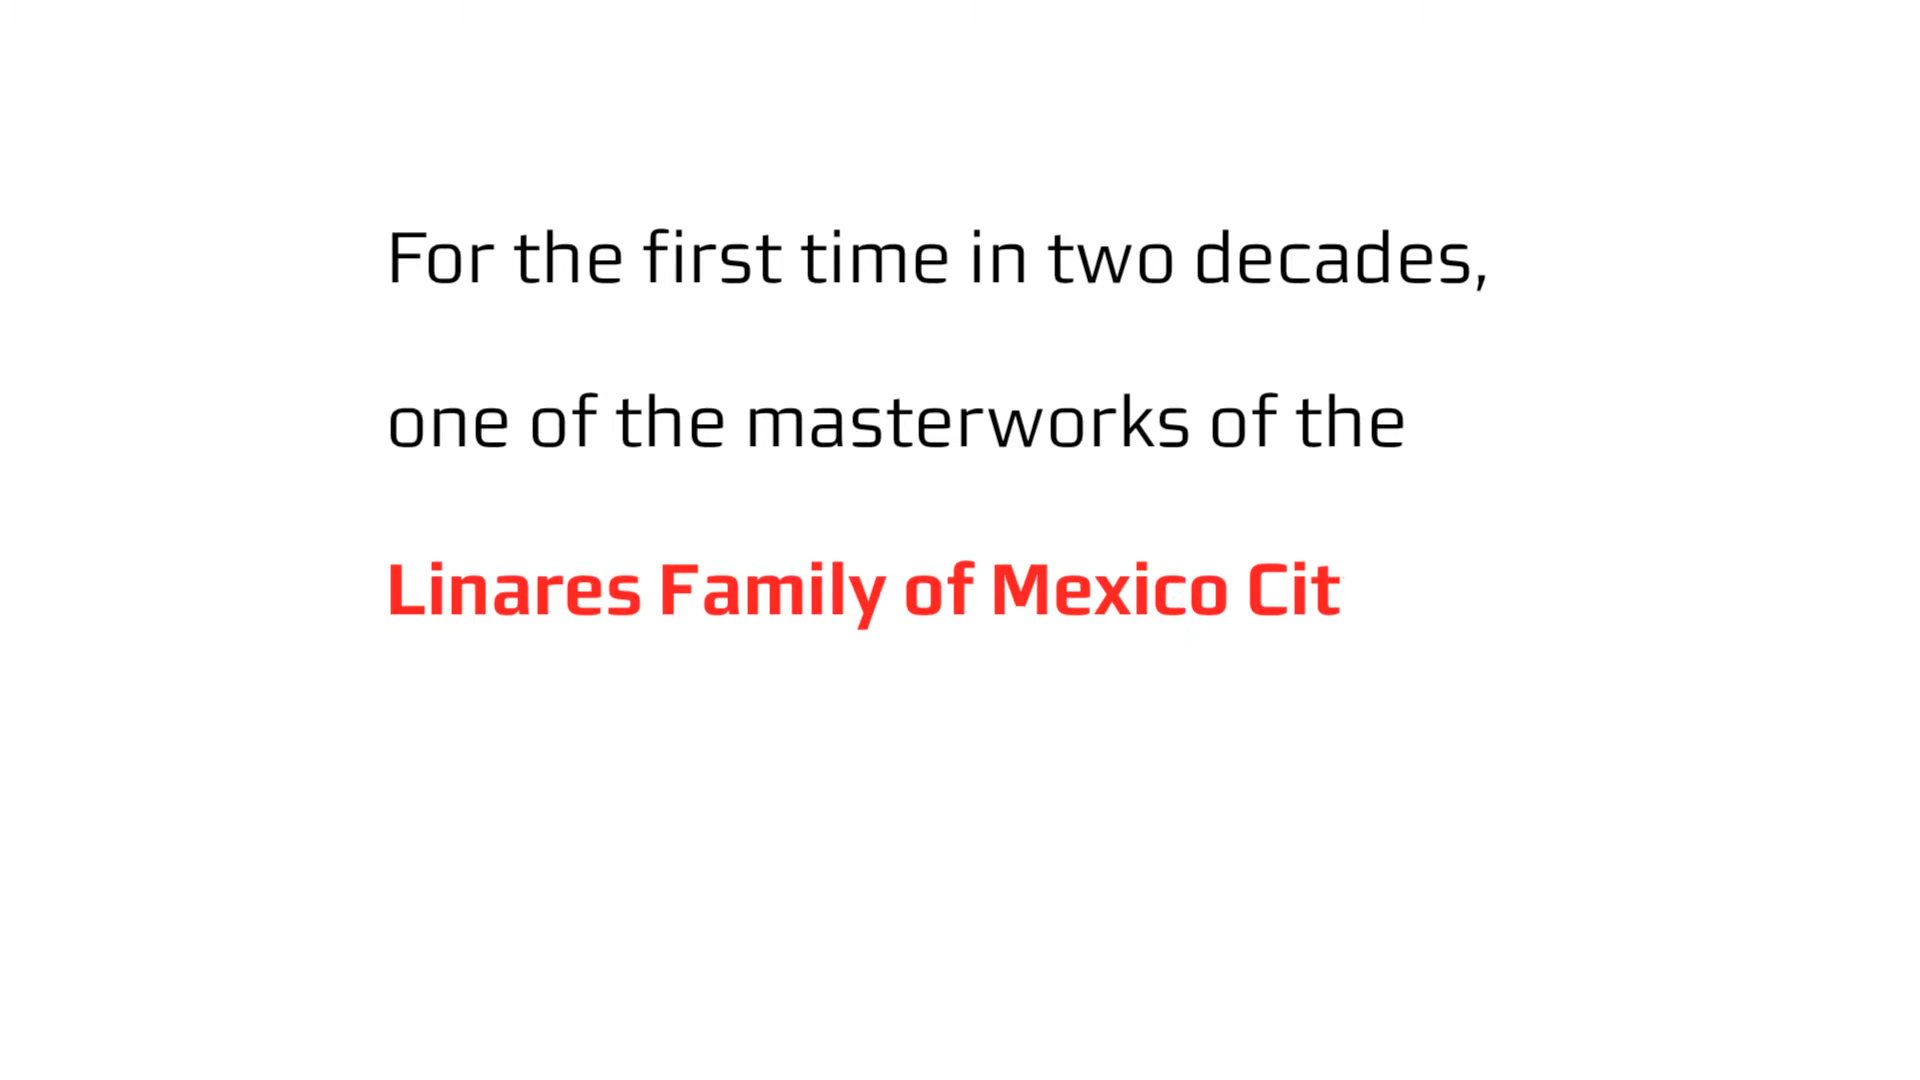 For the first time in two decades,
one of the masterworks of the
Linares Family of Mexico Cit